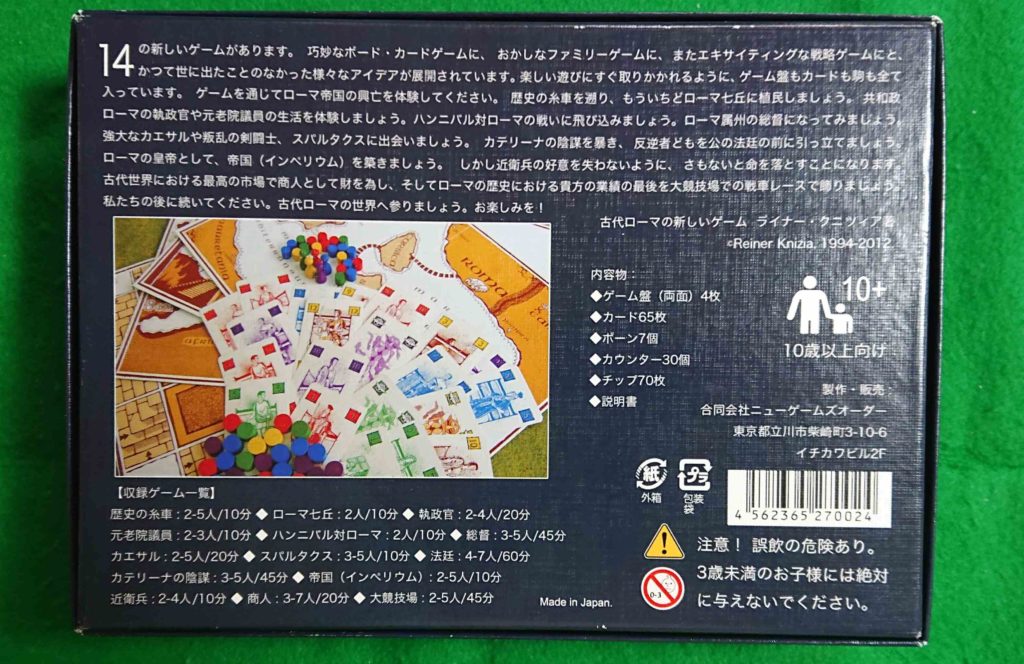 14の新しいゲームがあります。 巧妙なボード・カードゲームに、 おかしなファミリーゲームに、 またエキサイティングな戦略ゲームにと、
かつて世に出たことのなかった様々なアイデアが展開されています。楽しい遊びにすぐ取りかかれるように、ゲーム盤もカードも駒も全て
入っています。 ゲームを通じてローマ帝国の興亡を体験してください。 歴史の糸車を遡り、もういちどローマ七丘に植民しましょう。 共和政
ローマの執政官や元老院議員の生活を体験しましょう。ハンニバル対ローマの戦いに飛び込みましょう。ローマ属州の総督になってみましょう。
強大なカエサルや叛乱の剣闘士、スパルタクスに出会いましょう。 カテリーナの陰謀を暴き、 反逆者どもを公の法廷の前に引っ立てましょう。
ローマの皇帝として、帝国（インペリウム）を築きましょう。 しかし近衛兵の好意を失わないように、 さもないと命を落とすことになります。
古代世界における最高の市場で商人として財を為し、そしてローマの歴史における貴方の業績の最後を大競技場での戦車レースで飾りましょう。
私たちの後に続いてください。古代ローマの世界へ参りましょう。お楽しみを！
古代ローマの新しいゲーム ライナー・クニツィア著
©Reiner Knizia, 1994-2012
ROMA
内容物：
◆ゲーム盤（両面）4枚
◆カード65枚
◆ポーン7個
◆カウンター30個
◆チップ70枚
◆説明書
10+
10歳以上向け
製作・販売：
合同会社ニューゲームズオーダー
東京都立川市柴崎町3-10-6
イチカワビル2F
紙
外箱
プラ
包装袋
4 562365 270024
【収録ゲーム一覧】
歴史の糸車：2-5人/10分 ◆ ローマ七丘：2人/10分 ◆ 執政官：2-4人/20分
元老院議員：2-3人/10分 ◆ ハンニバル対ローマ：2人/10分 ◆ 総督：3-5人/45分
カエサル：2-5人/20分 ◆ スパルタクス：3-5人/10分 ◆ 法廷：4-7人/60分
カテリーナの陰謀：3-5人/45分 ◆ 帝国（インペリウム）：2-5人/10分
近衛兵：2-4人/10分 ◆ 商人：3-7人/20分 ◆ 大競技場：2-5人/45分
Made in Japan.
注意！ 誤飲の危険あり。
0-3
3歳未満のお子様には絶対
に与えないでください。